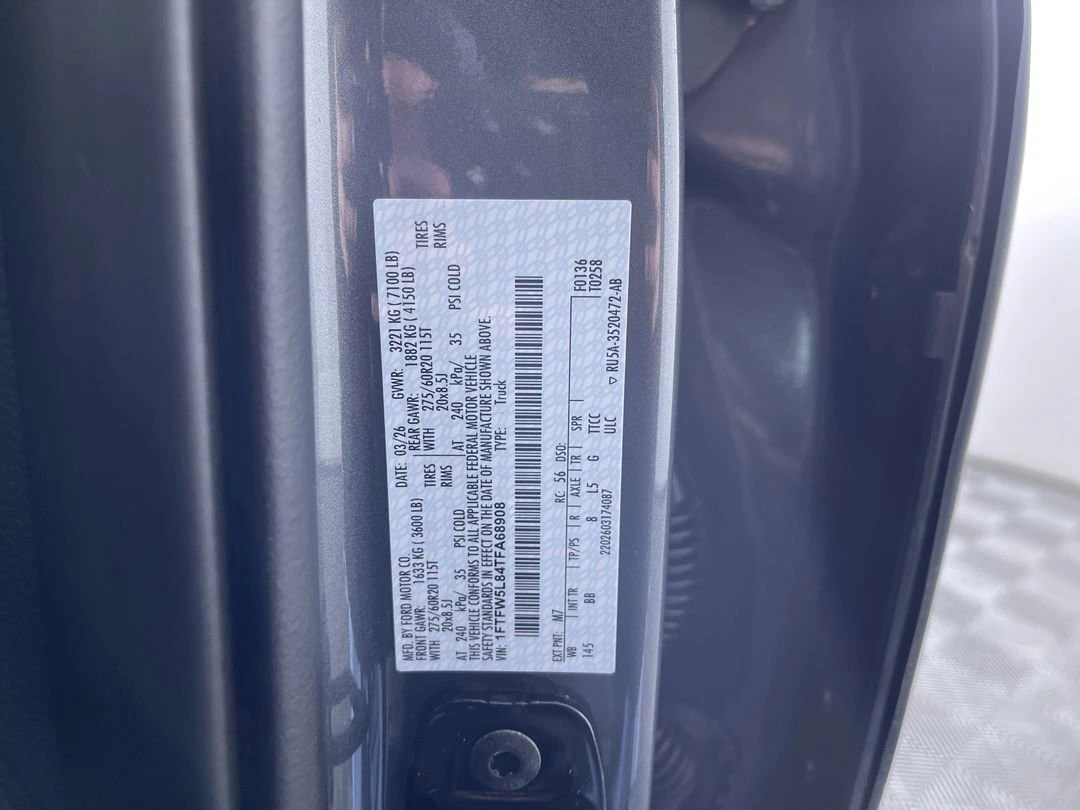 MFD. BY FORD MOTOR CO. DATE: 03/26 GVWR: 3221 KG ( 7100 LB)
FRONT GAWR: 1633 KG ( 3600 LB) REAR GAWR: 1882 KG ( 4150 LB)
WITH 275/60R20 115T TIRES WITH 275/60R20 115T TIRES
20x8.5J RIMS 20x8.5J RIMS
AT 240 kPa/ 35 PSI COLD AT 240 kPa/ 35 PSI COLD
THIS VEHICLE CONFORMS TO ALL APPLICABLE FEDERAL MOTOR VEHICLE
SAFETY STANDARDS IN EFFECT ON THE DATE OF MANUFACTURE SHOWN ABOVE.
VIN: 1FTFW5L84TFA68908 TYPE: Truck
EXT PNT: M7 RC: 56 DSO: F0136
WB INT TR TP/PS R AXLE TR SPR T0258
145 BB B L5 G TTCC
2202603174087 ULC ▽ RU5A-3520472-AB